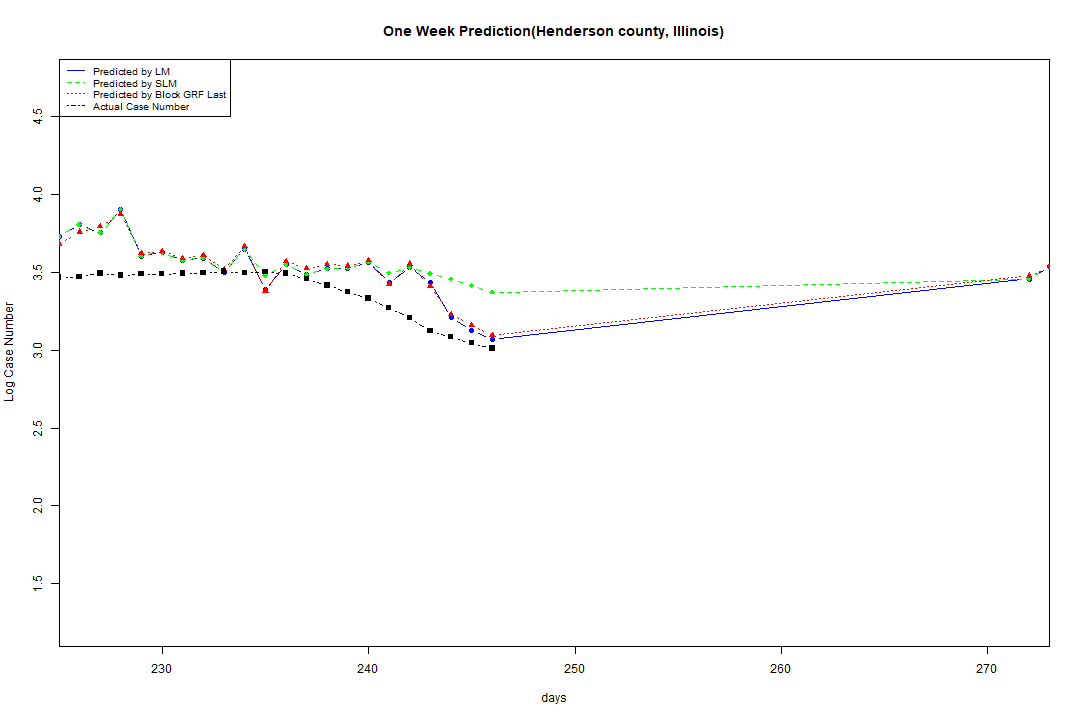 One Week Prediction(Henderson county, Illinois)
Predicted by LM
Predicted by SLM
Predicted by Block GRF Last
Actual Case Number
4.5
4.0
3.5
3.0
2.5
2.0
1.5
Log Case Number
230
240
250
260
270
days